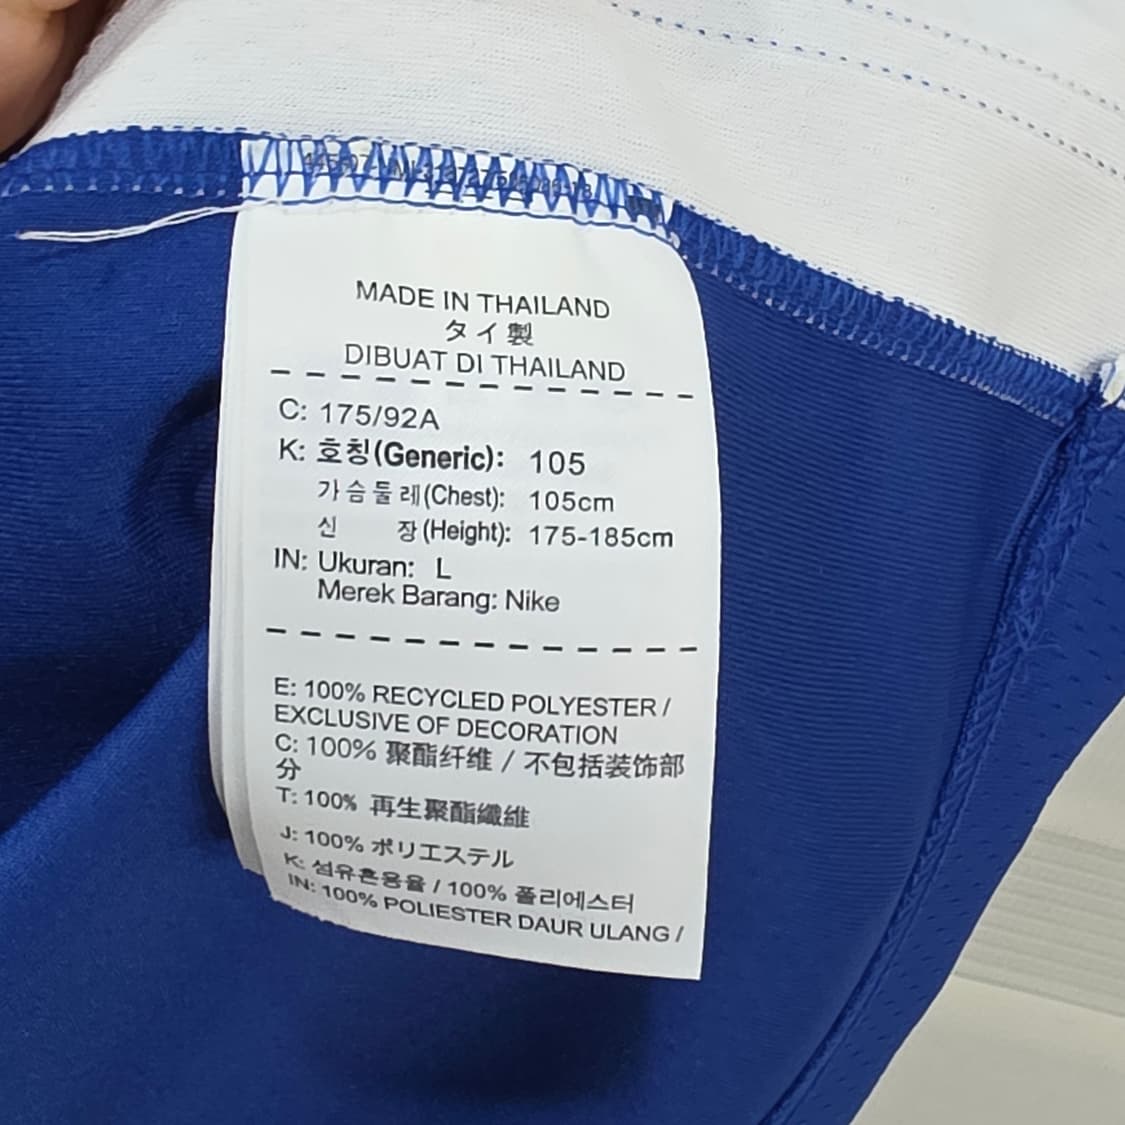 MADE IN THAILAND
タイ製
DIBUAT DI THAILAND
C: 175/92A
K: 호칭(Generic): 105
가슴둘레(Chest): 105cm
신 장(Height): 175-185cm
IN: Ukuran: L
Merek Barang: Nike
E: 100% RECYCLED POLYESTER /
EXCLUSIVE OF DECORATION
C: 100% 聚酯纤维 / 不包括装饰部
分
T: 100% 再生聚酯纖維
J: 100% ポリエステル
K: 섬유혼용율 / 100% 폴리에스터
IN: 100% POLIESTER DAUR ULANG /